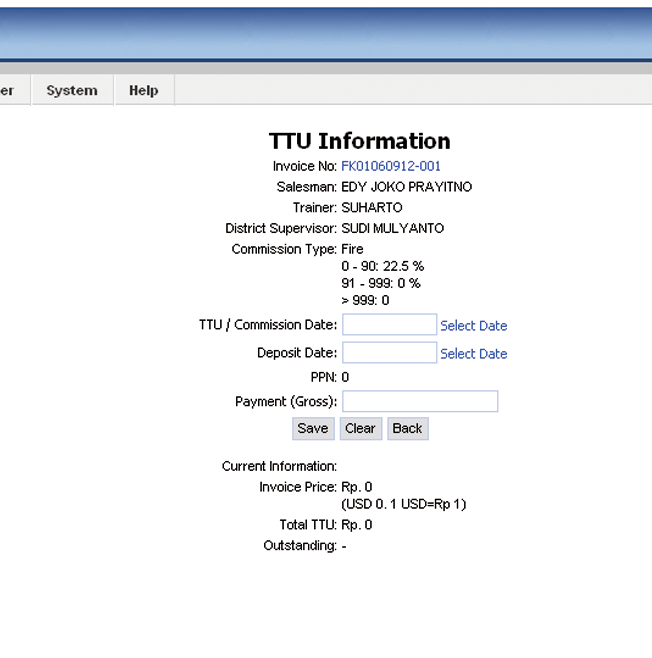 er System Help
TTU Information
Invoice No: FK01060912-001
Salesman: EDY JOKO PRAYITNO
Trainer: SUHARTO
District Supervisor: SUDI MULYANTO
Commission Type: Fire
0 - 90: 22.5 %
91 - 999: 0 %
> 999: 0
TTU / Commission Date: Select Date
Deposit Date: Select Date
PPN: 0
Payment (Gross):
Save Clear Back
Current Information:
Invoice Price: Rp. 0
(USD 0. 1 USD=Rp 1)
Total TTU: Rp. 0
Outstanding: -